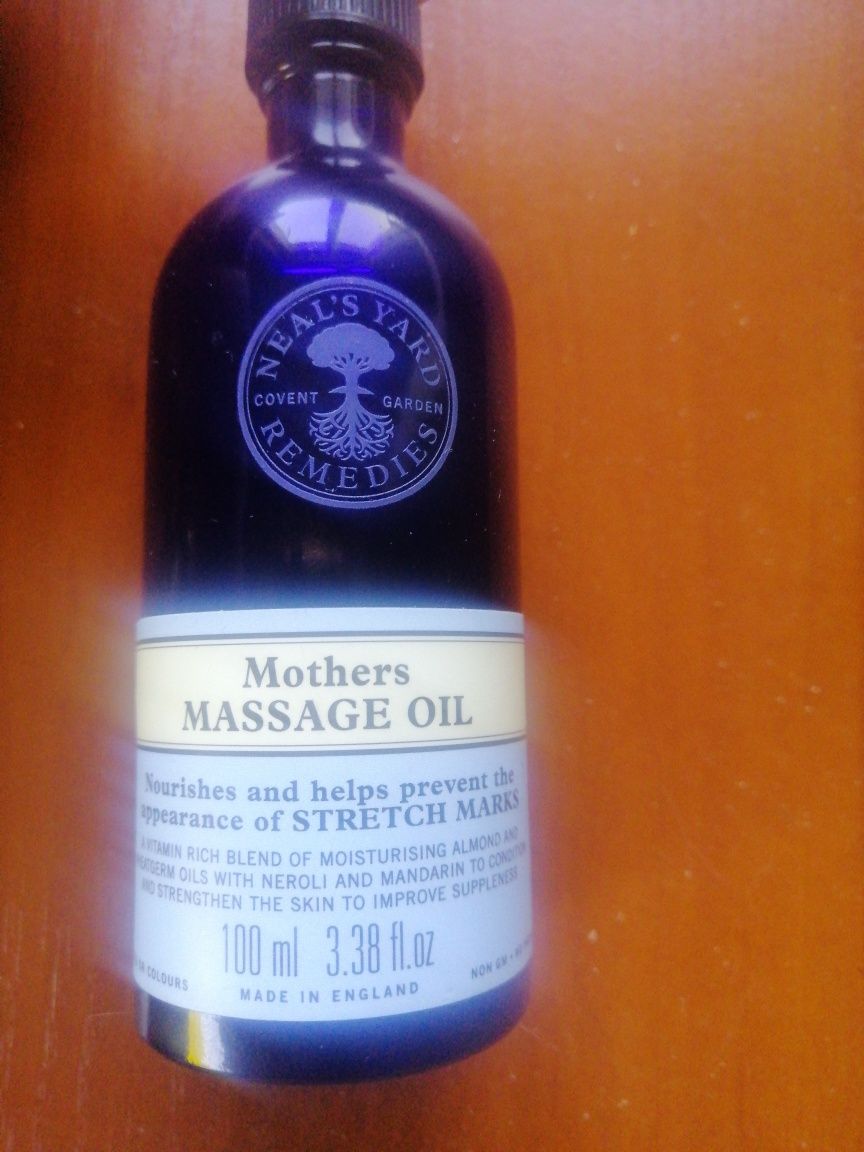 NEAL'S YARD
COVENT GARDEN
REMEDIES
Mothers
MASSAGE OIL
Nourishes and helps prevent the
appearance of STRETCH MARKS
A VITAMIN RICH BLEND OF MOISTURISING ALMOND AND
OILS WITH NEROLI AND MANDARIN TO CONDITION
AND STRENGTHEN THE SKIN TO IMPROVE SUPPLENESS
100 ml 3.38 fl.oz
COLOURS
NON GM •
MADE IN ENGLAND